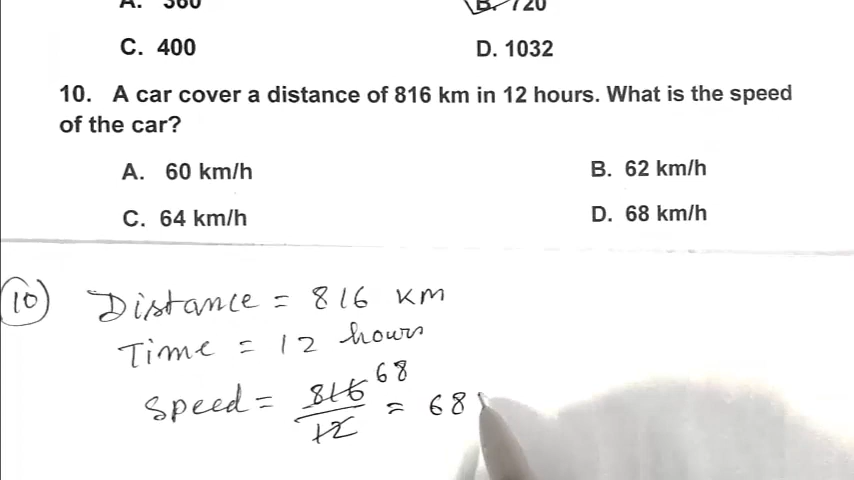 A. 360
B. 720
C. 400
D. 1032
10. A car cover a distance of 816 km in 12 hours. What is the speed
of the car?
A. 60 km/h
B. 62 km/h
C. 64 km/h
D. 68 km/h
10 Distance = 816 km
Time = 12 hours
Speed = 816/12 68 = 68